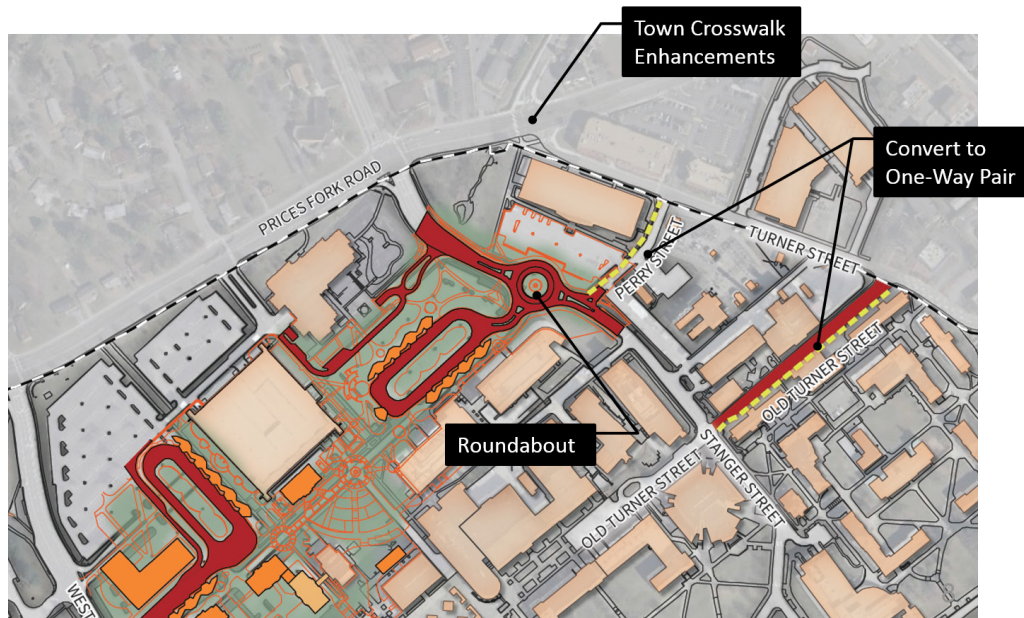 Town Crosswalk
Enhancements
Convert to
One-Way Pair
PRICES FORK ROAD
TURNER STREET
PERRY STREET
OLD TURNER STREET
Roundabout
STANGER STREET
OLD TURNER STREET
WEST